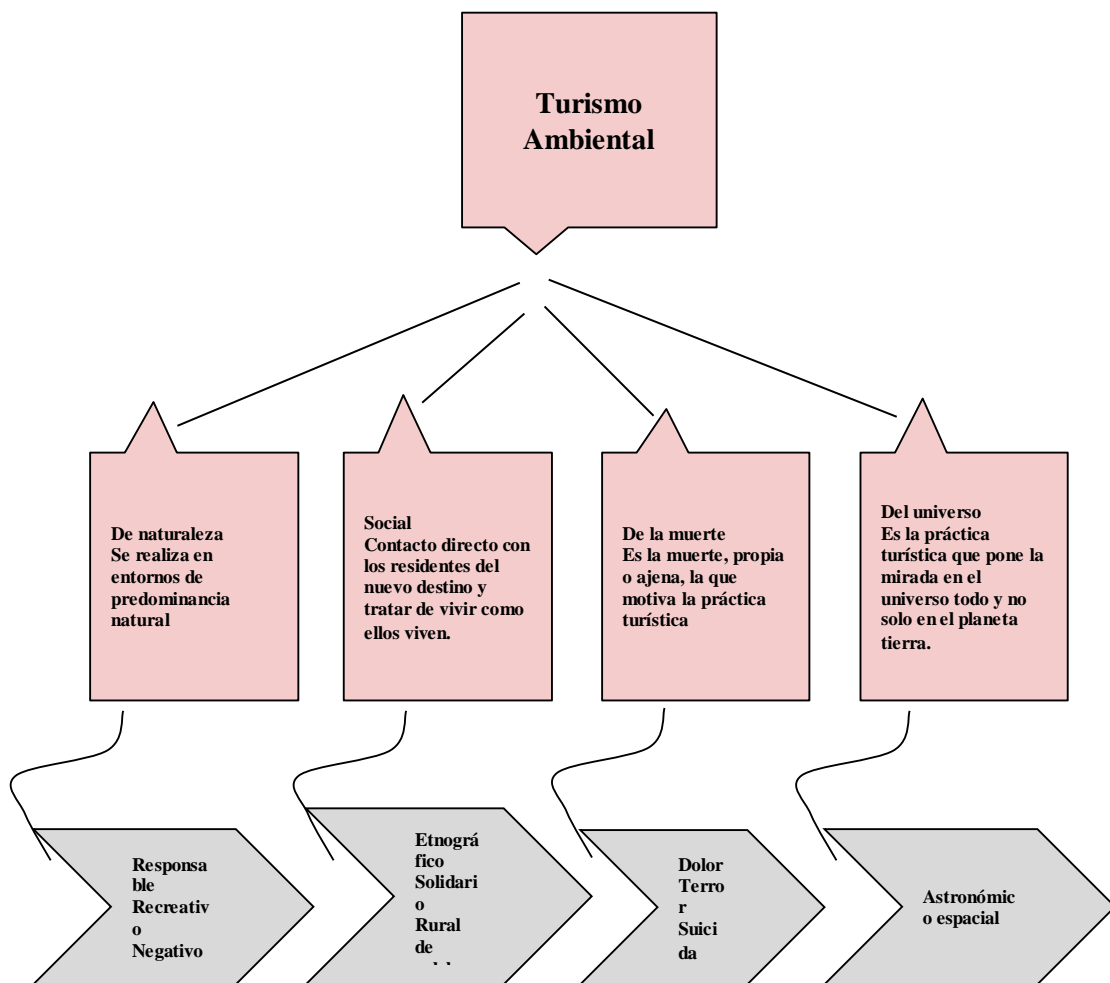 Turismo
Ambiental
De naturaleza
Se realiza en
entornos de
predominancia
natural
Social
Contacto directo con
los residentes del
nuevo destino y
tratar de vivir como
ellos viven.
De la muerte
Es la muerte, propia
o ajena, la que
motiva la práctica
turística
Del universo
Es la práctica
turística que pone la
mirada en el
universo todo y no
solo en el planeta
tierra.
Responsa
ble
Recreativ
o
Negativo
Etnográ
fico
Solidari
o
Rural
de
Dolor
Terro
r
Suici
da
Astronómic
o espacial